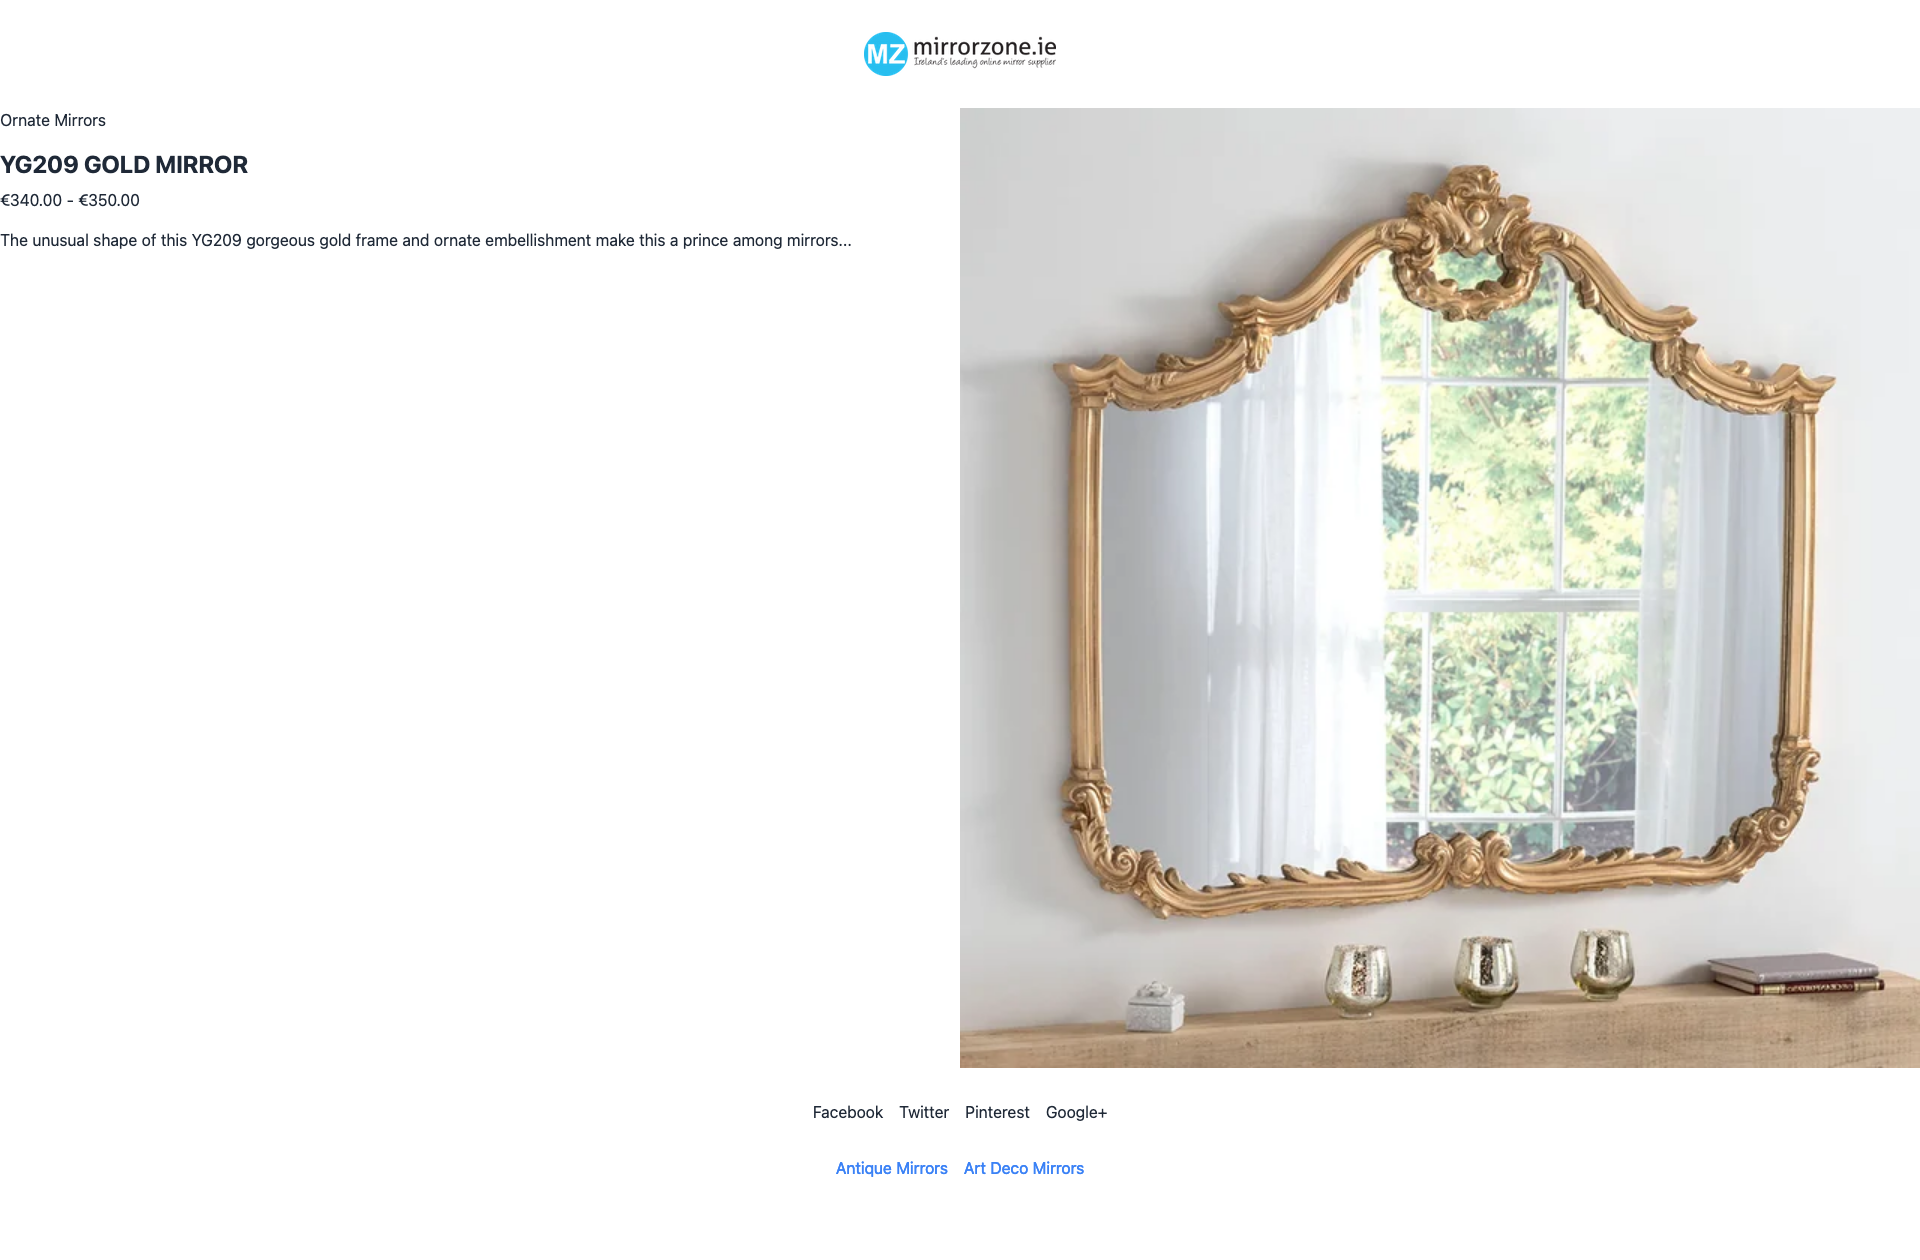 MZ mirrorzone.ie
Ireland's leading online mirror supplier
Ornate Mirrors
YG209 GOLD MIRROR
€340.00 - €350.00
The unusual shape of this YG209 gorgeous gold frame and ornate embellishment make this a prince among mirrors...
Facebook Twitter Pinterest Google+
Antique Mirrors Art Deco Mirrors